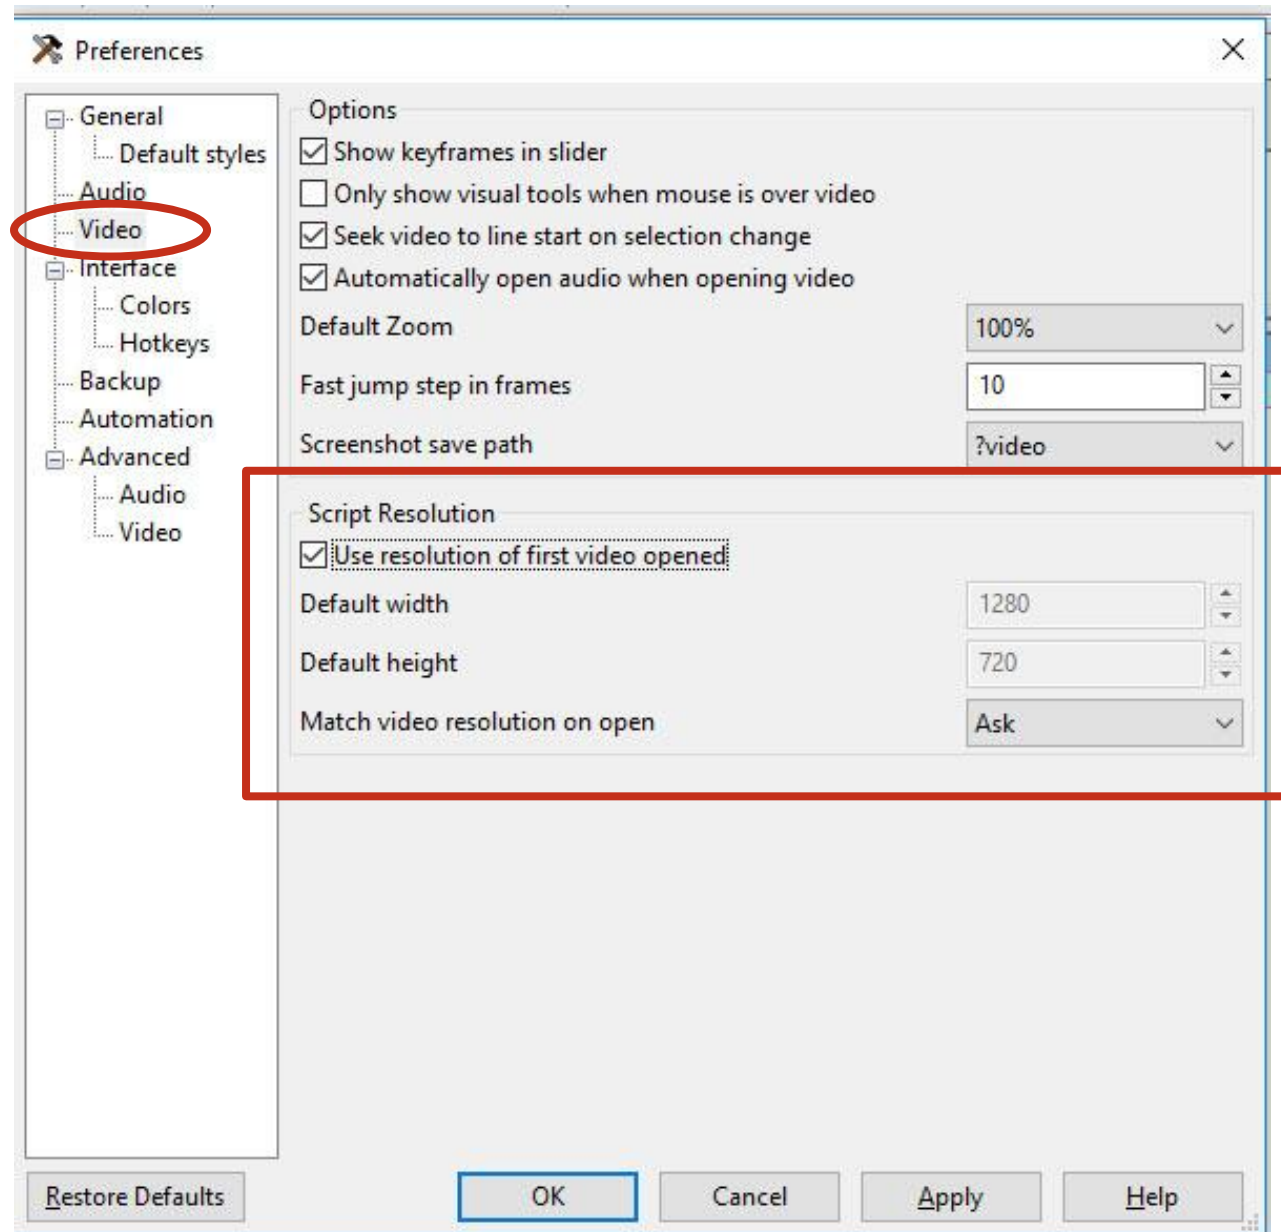 Preferences
General
Default styles
Audio
Video
Interface
Colors
Hotkeys
Backup
Automation
Advanced
Audio
Video
Options
Show keyframes in slider
Only show visual tools when mouse is over video
Seek video to line start on selection change
Automatically open audio when opening video
Default Zoom 100%
Fast jump step in frames 10
Screenshot save path ?video
Script Resolution
Use resolution of first video opened
Default width 1280
Default height 720
Match video resolution on open Ask
Restore Defaults OK Cancel Apply Help